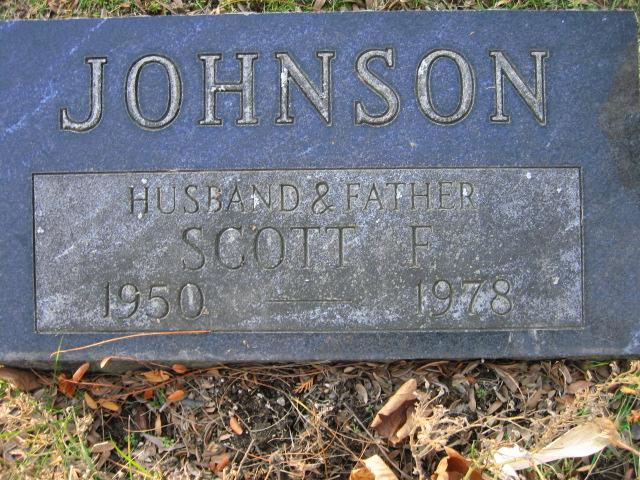 JOHNSON
HUSBAND & FATHER
SCOTT F.
1950 — 1978